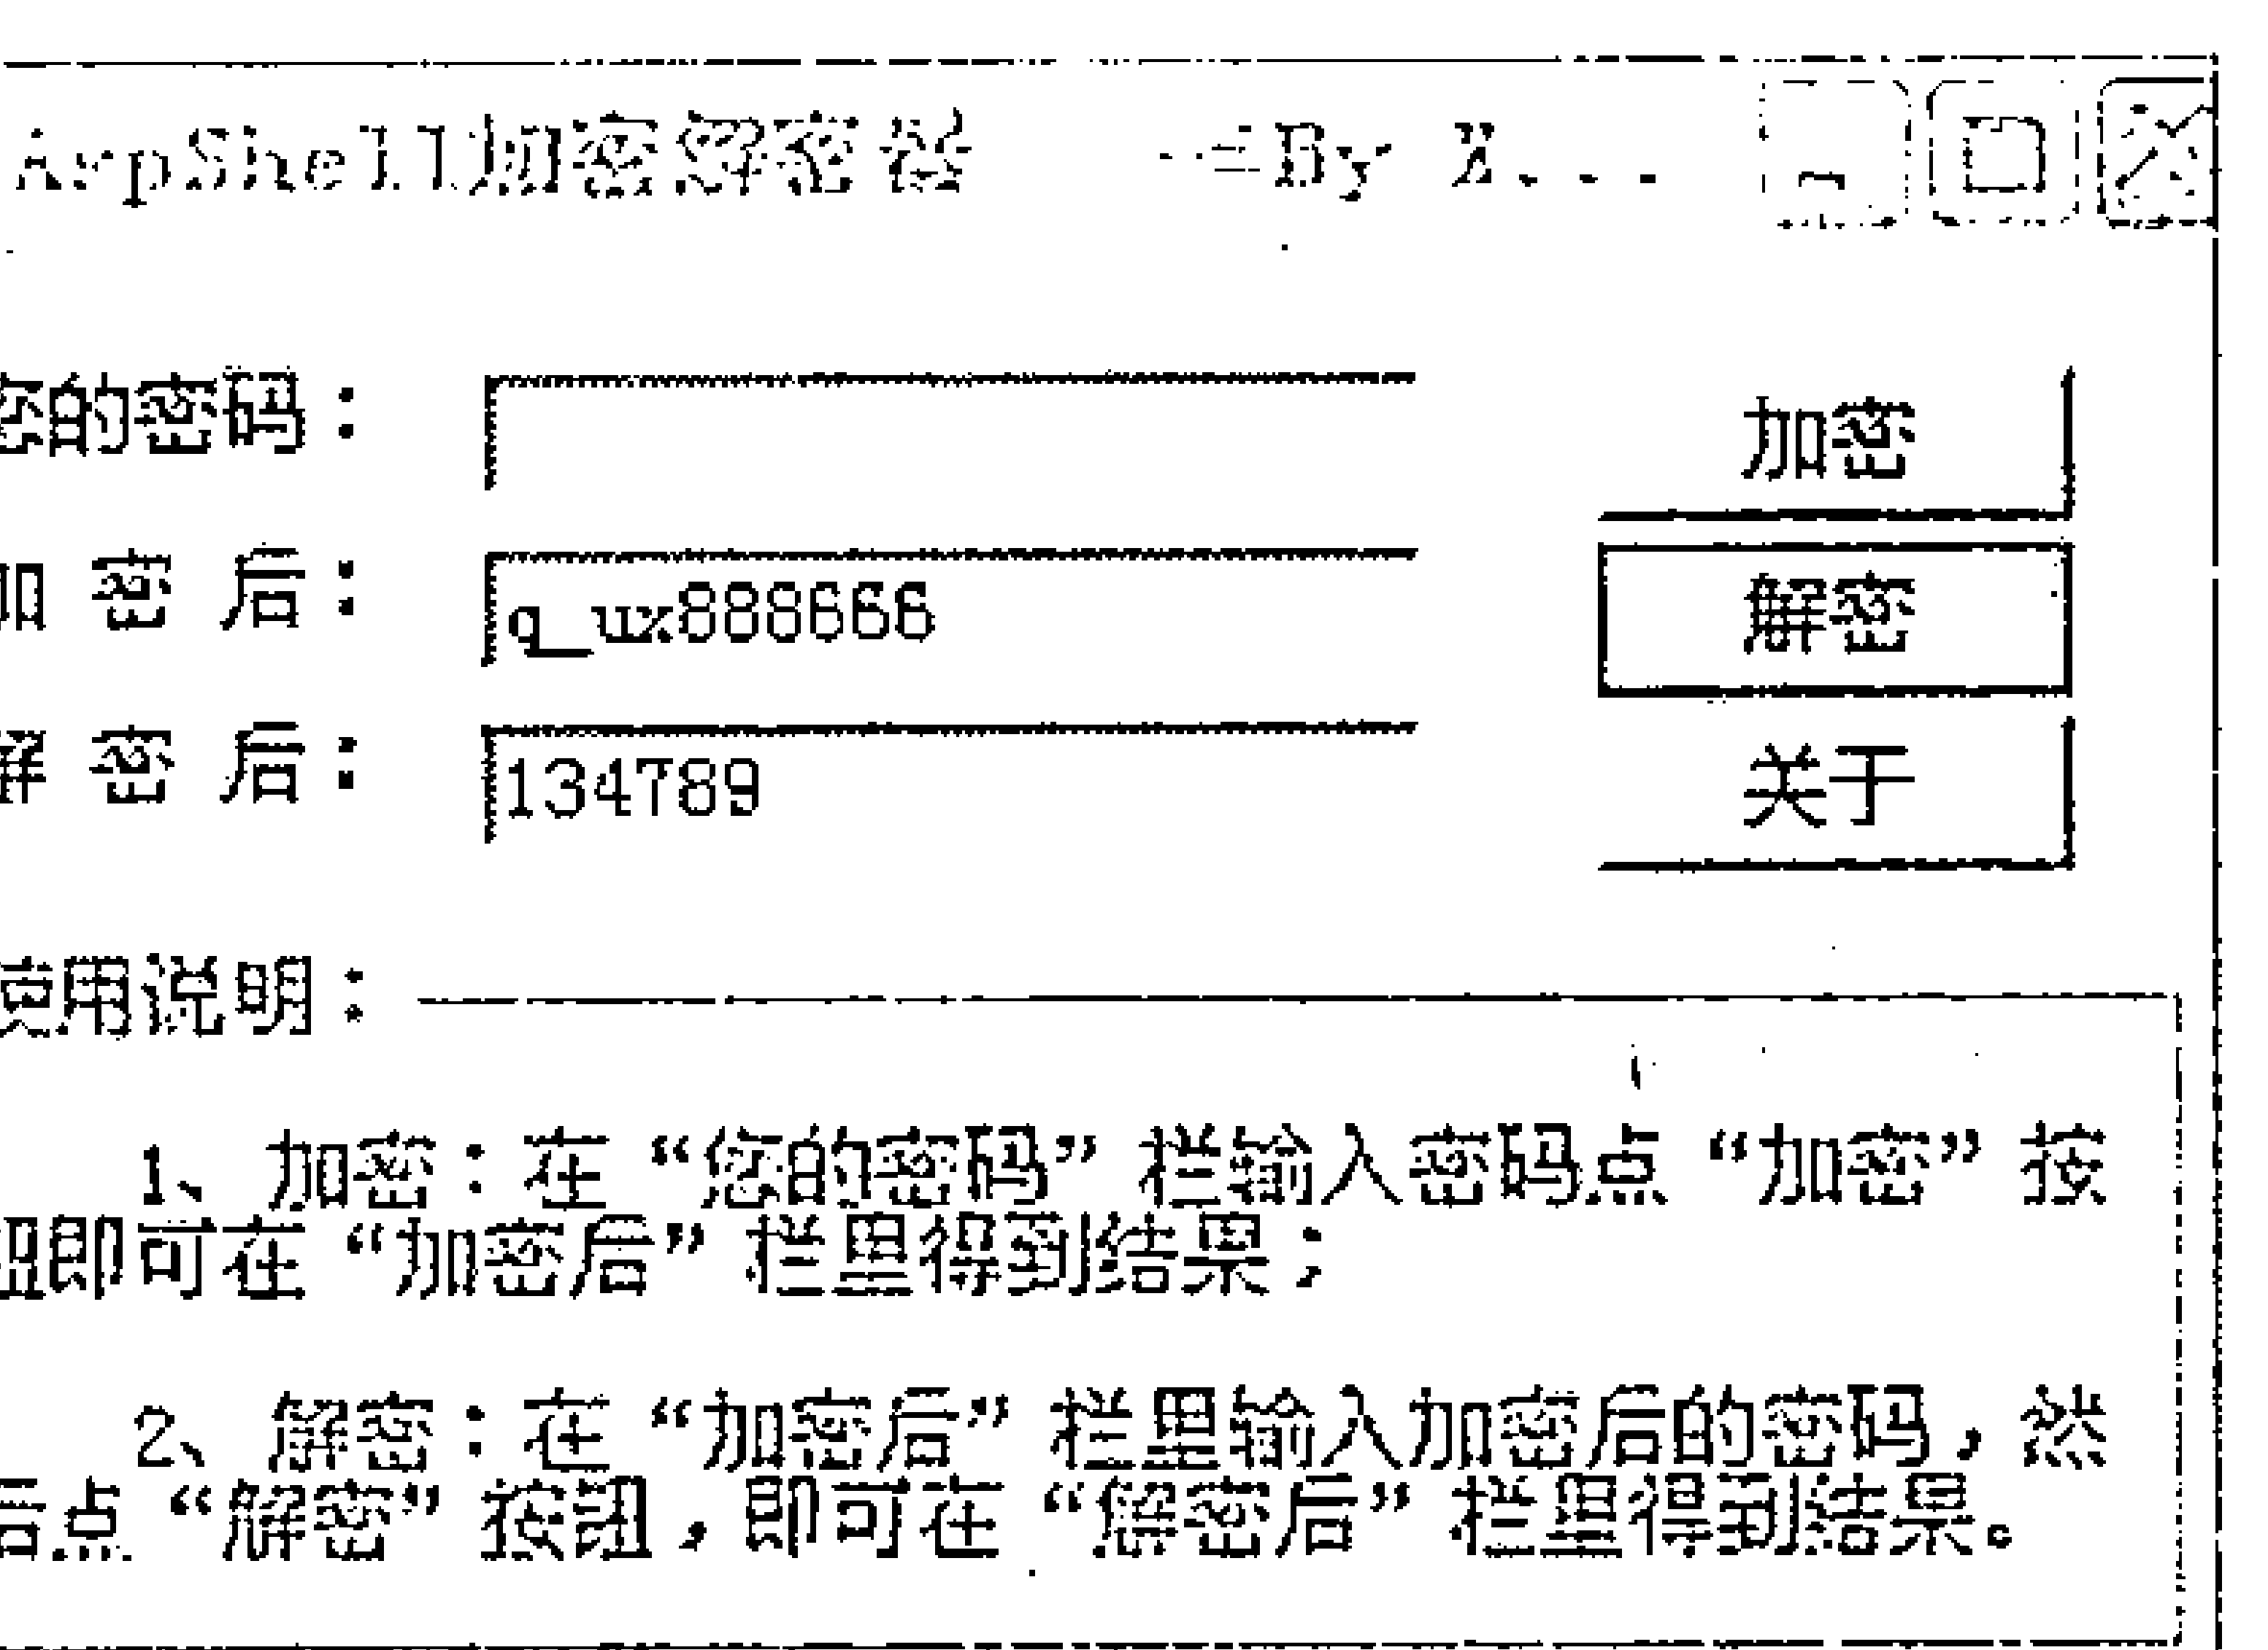 AspShell加密解密器 -=By X...
您的密码： 加密
加 密 后： q_ux888666 解密
解 密 后： 134789 关于
使用说明：
1、加密：在“您的密码”栏输入密码点“加密”按
钮即可在“加密后”栏里得到结果；
2、解密：在“加密后”栏里输入加密后的密码，然
后点“解密”按钮，即可在“解密后”栏里得到结果。